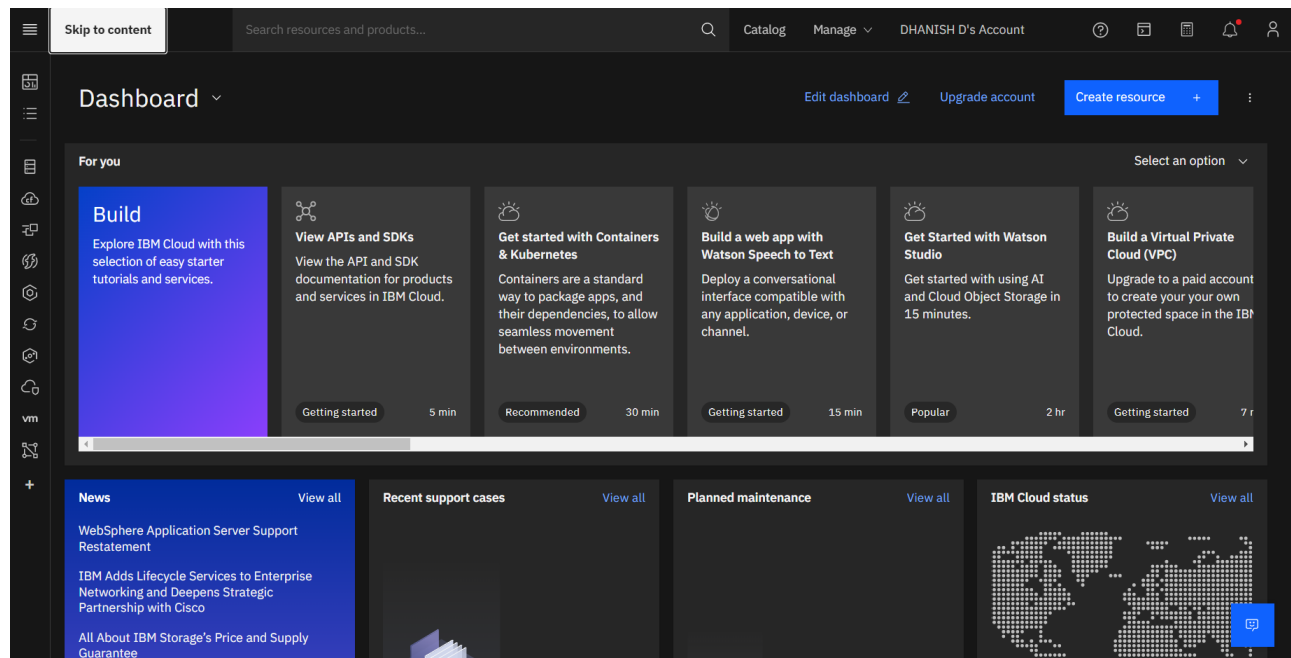 Skip to content
Search resources and products...
Catalog
Manage
DHANISH D's Account
Dashboard
Edit dashboard
Upgrade account
Create resource +
For you
Select an option
Build
Explore IBM Cloud with this
selection of easy starter
tutorials and services.
View APIs and SDKs
View the API and SDK
documentation for products
and services in IBM Cloud.
Getting started
5 min
Get started with Containers
& Kubernetes
Containers are a standard
way to package apps, and
their dependencies, to allow
seamless movement
between environments.
Recommended
30 min
Build a web app with
Watson Speech to Text
Deploy a conversational
interface compatible with
any application, device, or
channel.
Getting started
15 min
Get Started with Watson
Studio
Get started with using AI
and Cloud Object Storage in
15 minutes.
Popular
2 hr
Build a Virtual Private
Cloud (VPC)
Upgrade to a paid account
to create your your own
protected space in the IBM
Cloud.
Getting started
7
vm
News
View all
WebSphere Application Server Support
Restatement
IBM Adds Lifecycle Services to Enterprise
Networking and Deepens Strategic
Partnership with Cisco
All About IBM Storage's Price and Supply
Guarantee
Recent support cases
View all
Planned maintenance
View all
IBM Cloud status
View all